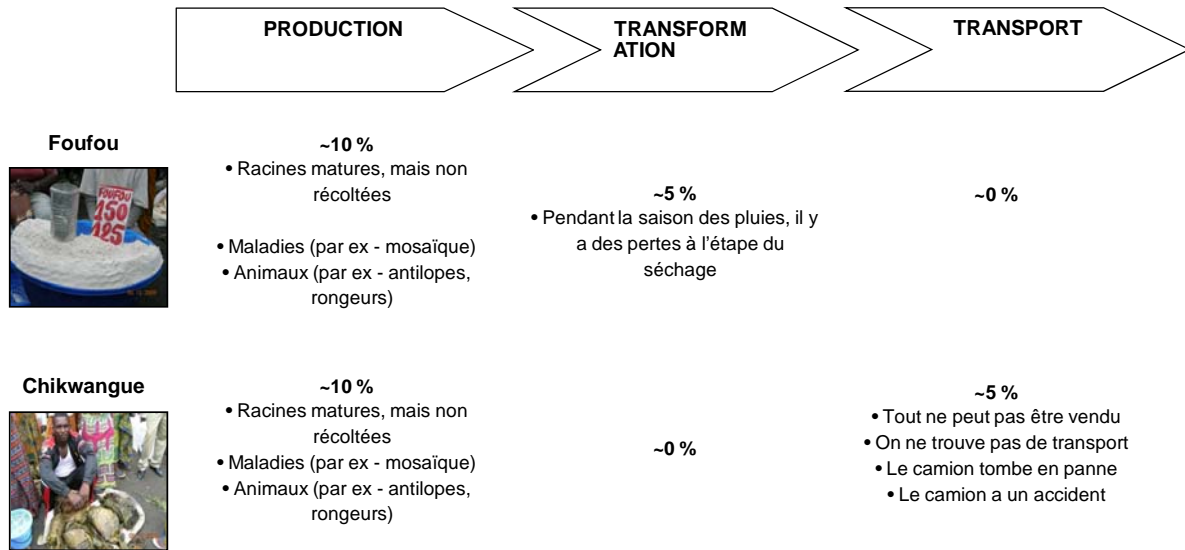 PRODUCTION
TRANSFORM
ATION
TRANSPORT
Foufou
FOUFOU
150
125
~10 %
• Racines matures, mais non
récoltées
• Maladies (par ex - mosaïque)
• Animaux (par ex - antilopes,
rongeurs)
~5 %
• Pendant la saison des pluies, il y
a des pertes à l’étape du
séchage
~0 %
Chikwangue
~10 %
• Racines matures, mais non
récoltées
• Maladies (par ex - mosaïque)
• Animaux (par ex - antilopes,
rongeurs)
~0 %
~5 %
• Tout ne peut pas être vendu
• On ne trouve pas de transport
• Le camion tombe en panne
• Le camion a un accident